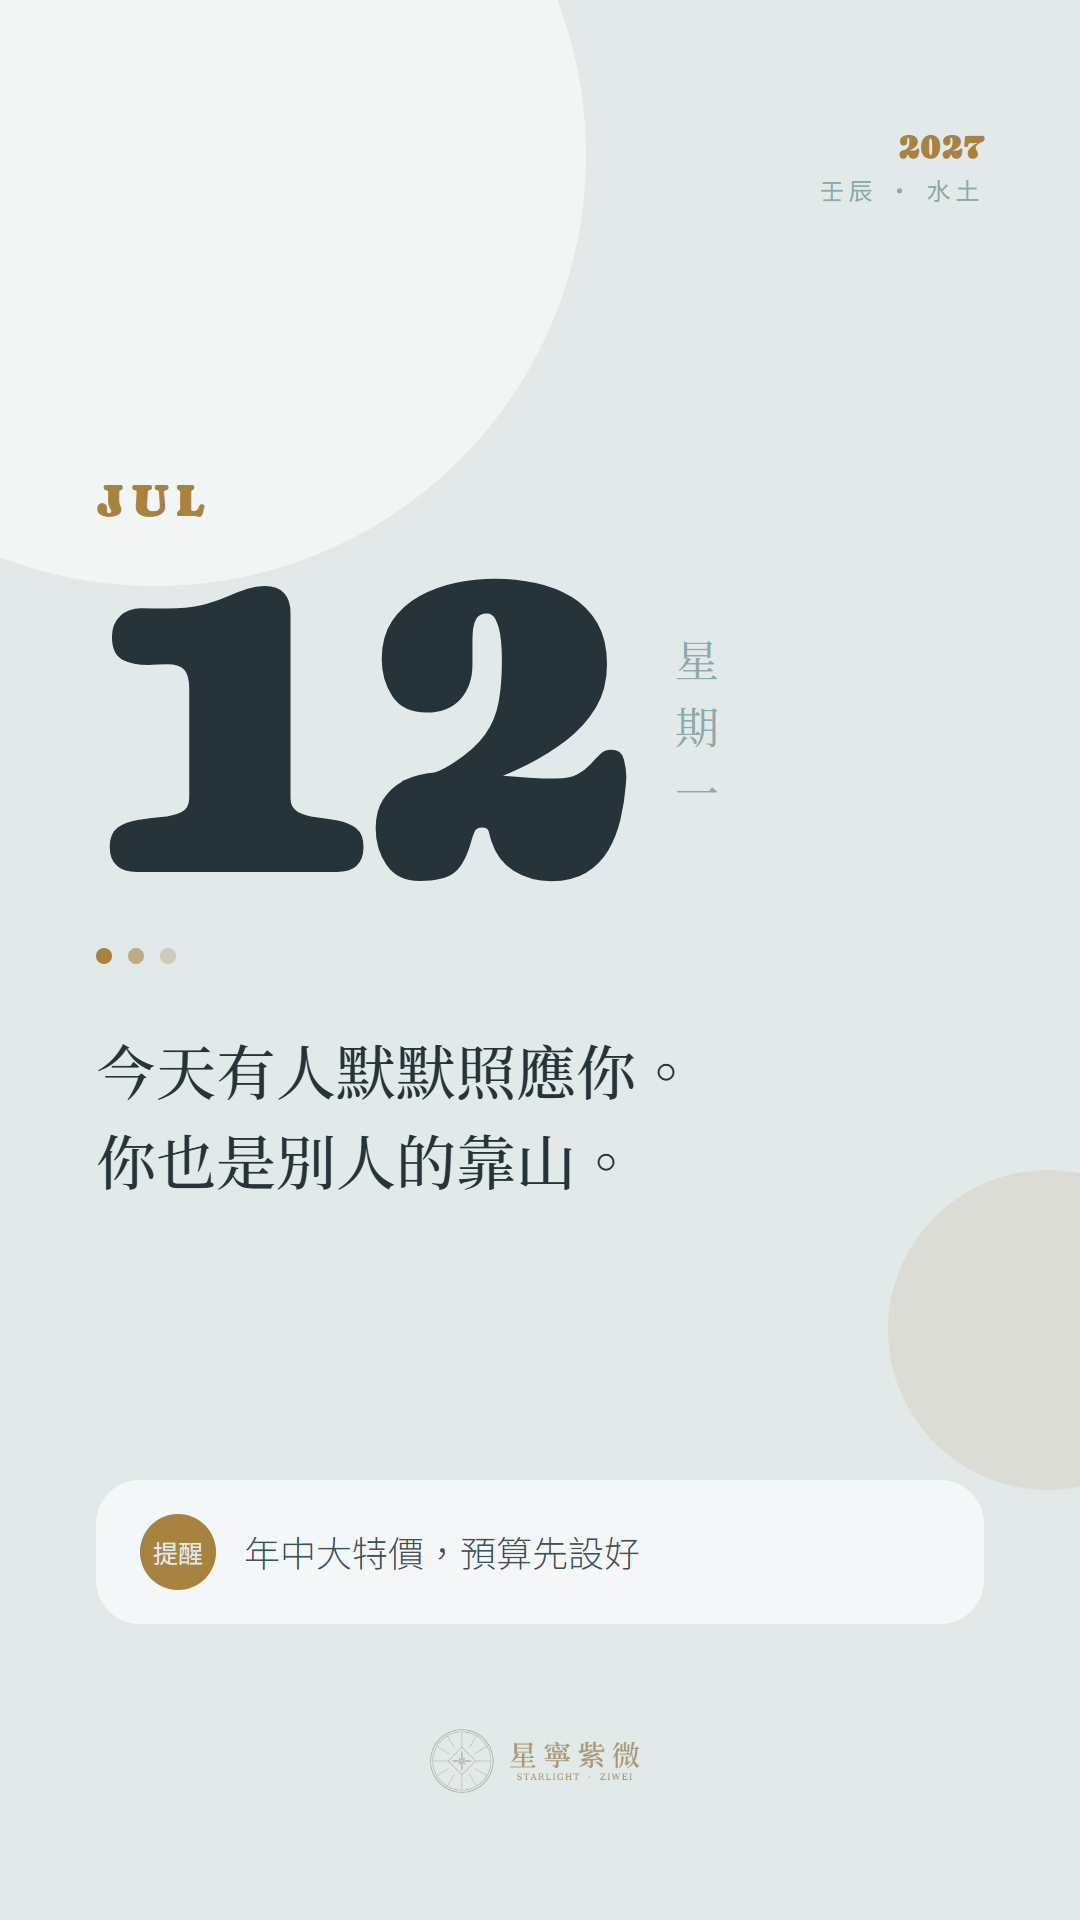 2027
壬辰 · 水土
JUL
12
星期一
今天有人默默照應你。
你也是別人的靠山。
提醒
年中大特價，預算先設好
星寧紫微
STARLIGHT · ZIWEI